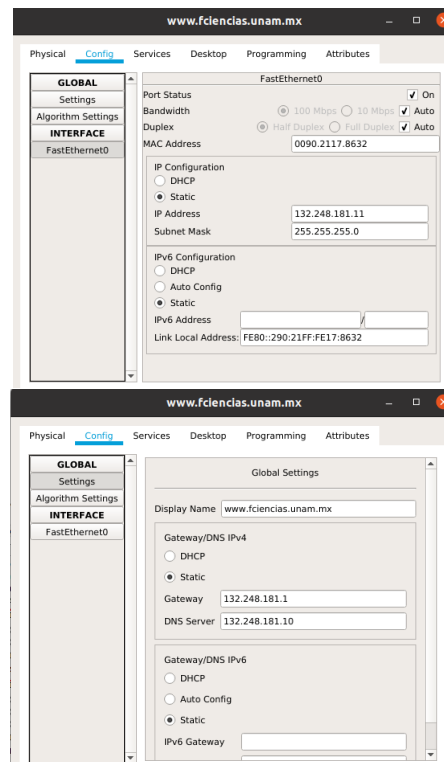 www.fciencias.unam.mx
Physical Config Services Desktop Programming Attributes
GLOBAL
Settings
Algorithm Settings
INTERFACE
FastEthernet0
FastEthernet0
Port Status On
Bandwidth 100 Mbps 10 Mbps Auto
Duplex Half Duplex Full Duplex Auto
MAC Address 0090.2117.8632
IP Configuration
DHCP
Static
IP Address 132.248.181.11
Subnet Mask 255.255.255.0
IPv6 Configuration
DHCP
Auto Config
Static
IPv6 Address /
Link Local Address: FE80::290:21FF:FE17:8632
www.fciencias.unam.mx
Physical Config Services Desktop Programming Attributes
GLOBAL
Settings
Algorithm Settings
INTERFACE
FastEthernet0
Global Settings
Display Name www.fciencias.unam.mx
Gateway/DNS IPv4
DHCP
Static
Gateway 132.248.181.1
DNS Server 132.248.181.10
Gateway/DNS IPv6
DHCP
Auto Config
Static
IPv6 Gateway